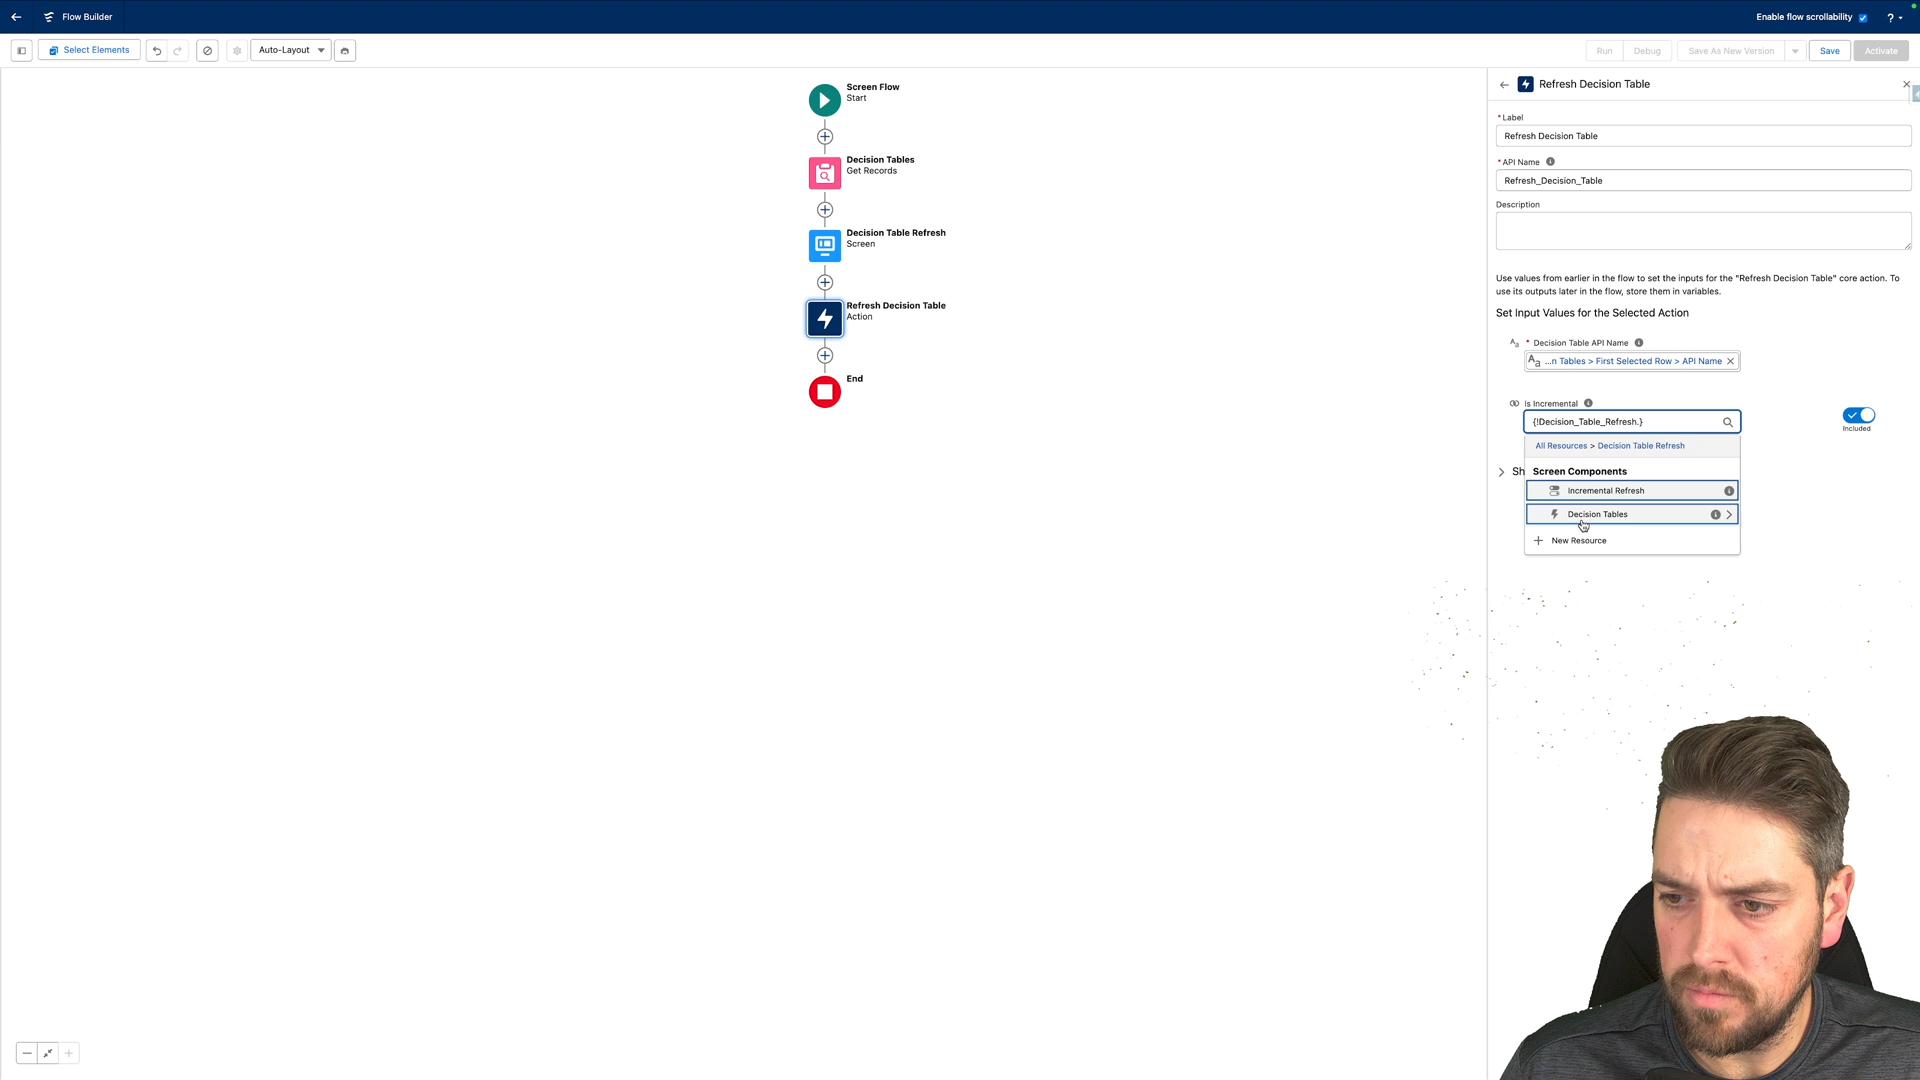 Flow Builder
Enable flow scrollability
?
Select Elements
Auto-Layout
Run
Debug
Save As New Version
Save
Activate
Screen Flow
Start
Decision Tables
Get Records
Decision Table Refresh
Screen
Refresh Decision Table
Action
End
Refresh Decision Table
* Label
Refresh Decision Table
* API Name
Refresh_Decision_Table
Description
Use values from earlier in the flow to set the inputs for the "Refresh Decision Table" core action. To
use its outputs later in the flow, store them in variables.
Set Input Values for the Selected Action
Aa * Decision Table API Name
Aa ...n Tables > First Selected Row > API Name
Is Incremental
{!Decision_Table_Refresh.}
Included
All Resources > Decision Table Refresh
Sh
Screen Components
Incremental Refresh
Decision Tables
New Resource